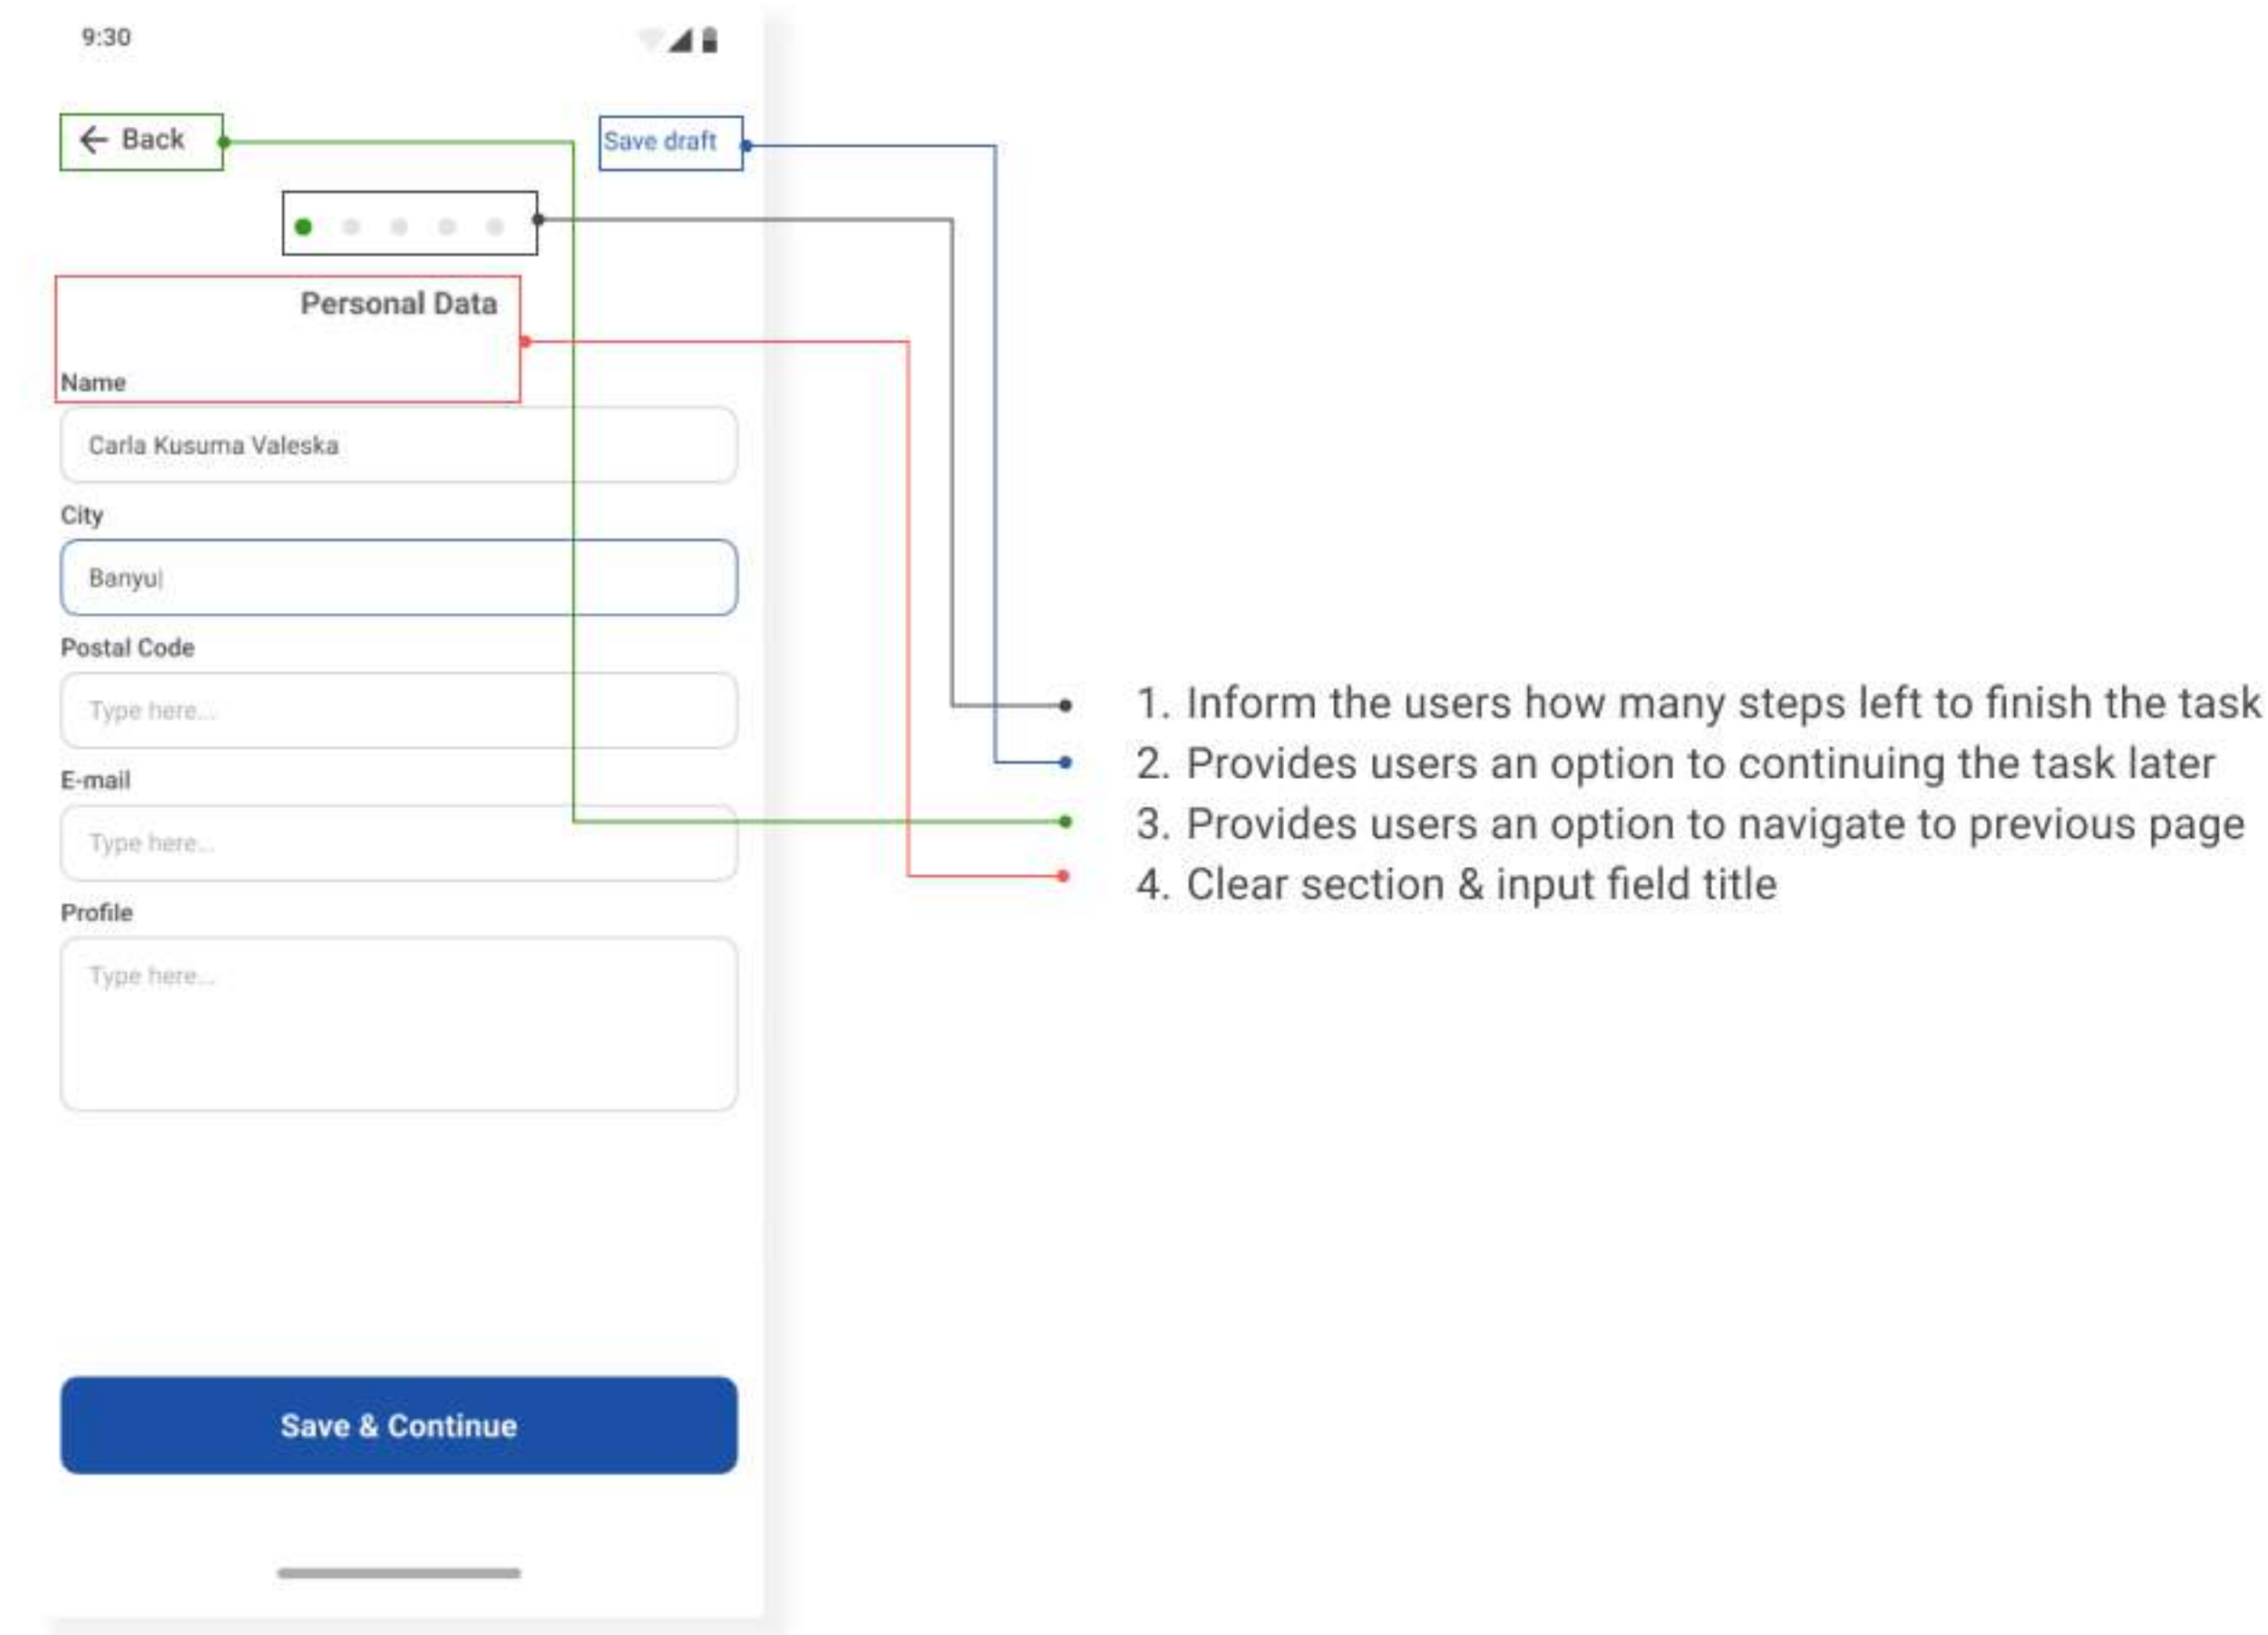 9:30
Back
Save draft
Personal Data
Name
Carla Kusuma Valeska
City
Banyu
Postal Code
Type here...
E-mail
Type here...
Profile
Type here...
Save & Continue
1. Inform the users how many steps left to finish the task
2. Provides users an option to continuing the task later
3. Provides users an option to navigate to previous page
4. Clear section & input field title